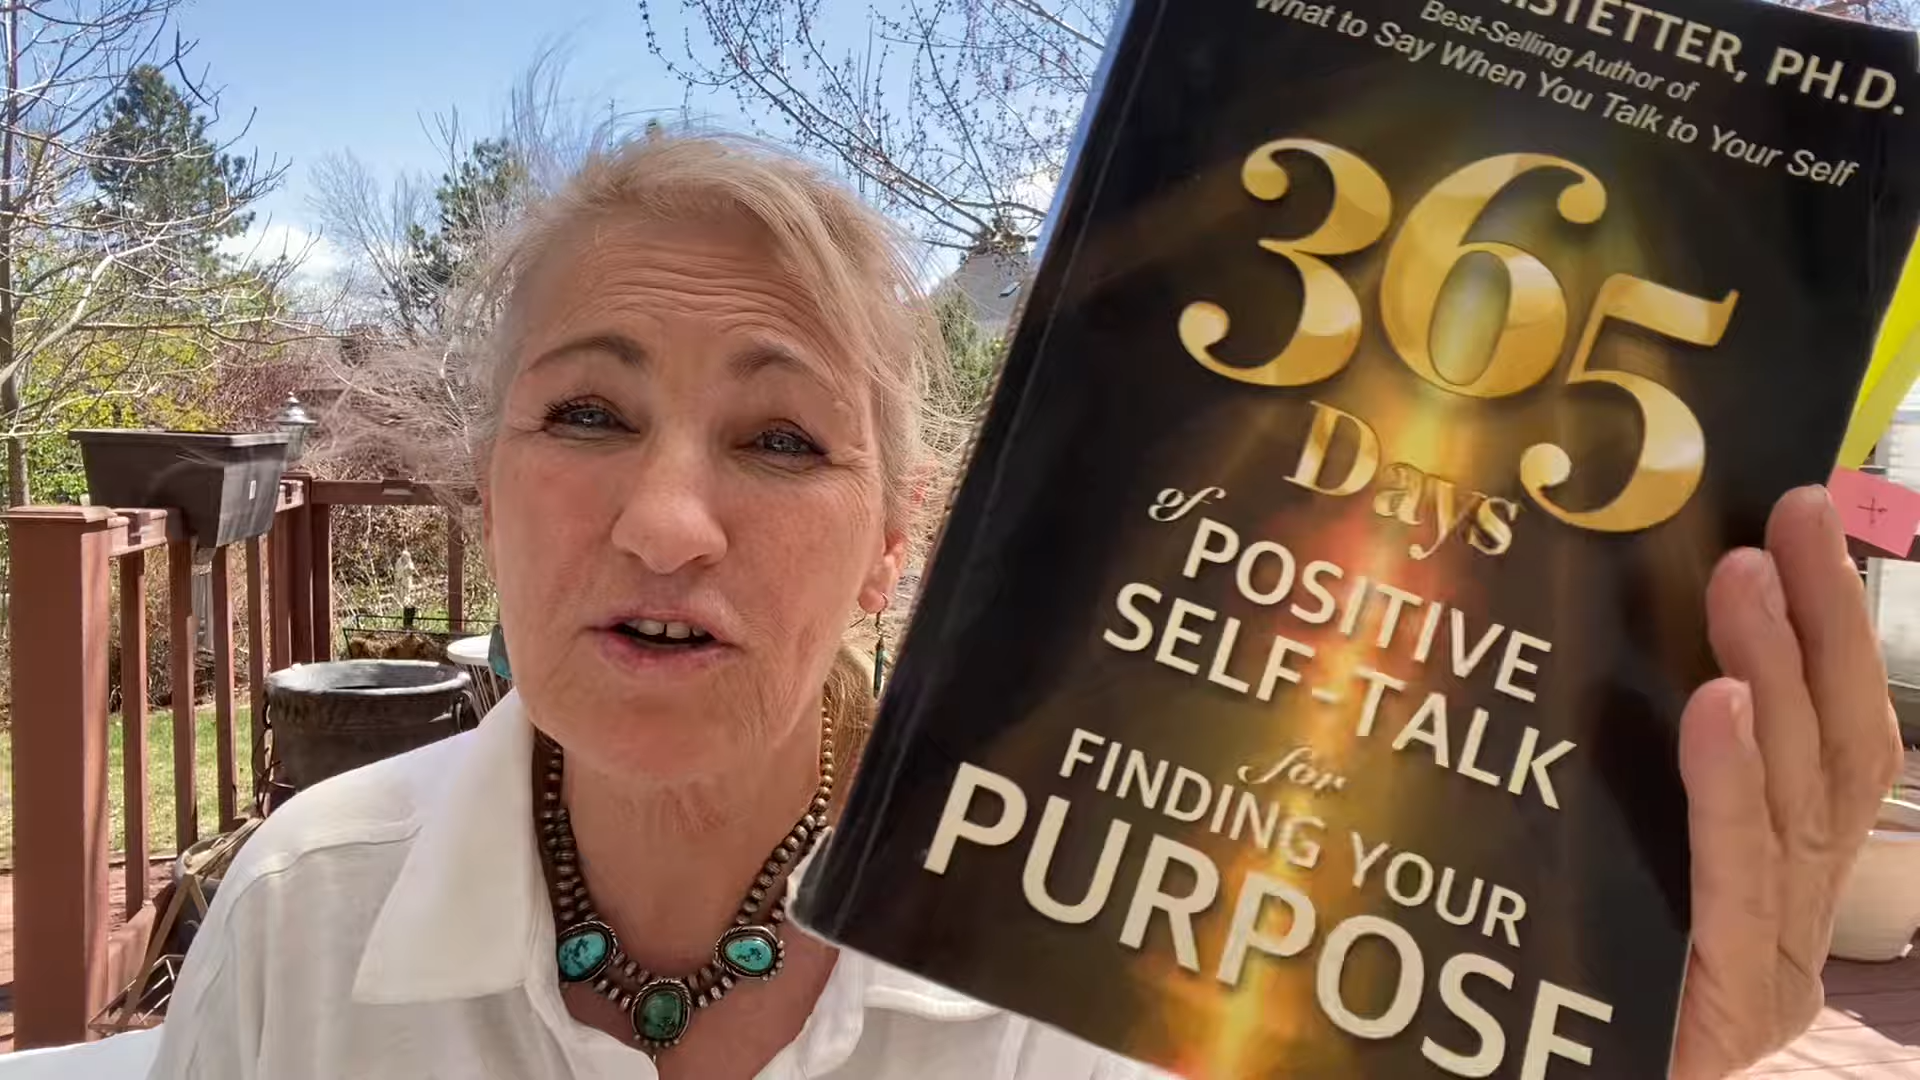 PH.D.
Best-Selling Author of
What to Say When You Talk to Your Self
365
Days
of POSITIVE
SELF-TALK
for
FINDING YOUR
PURPOSE